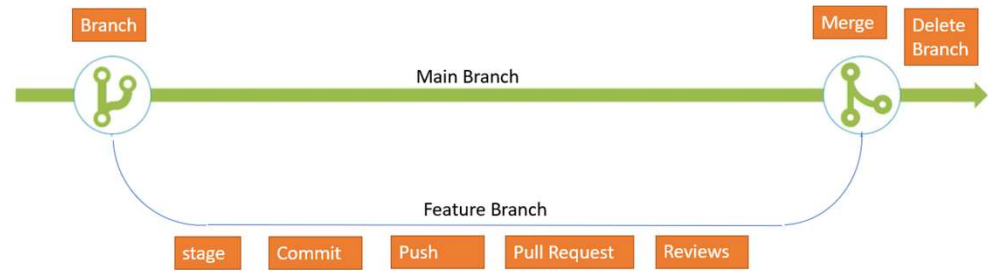 Branch
Merge
Delete
Branch
Main Branch
Feature Branch
stage
Commit
Push
Pull Request
Reviews